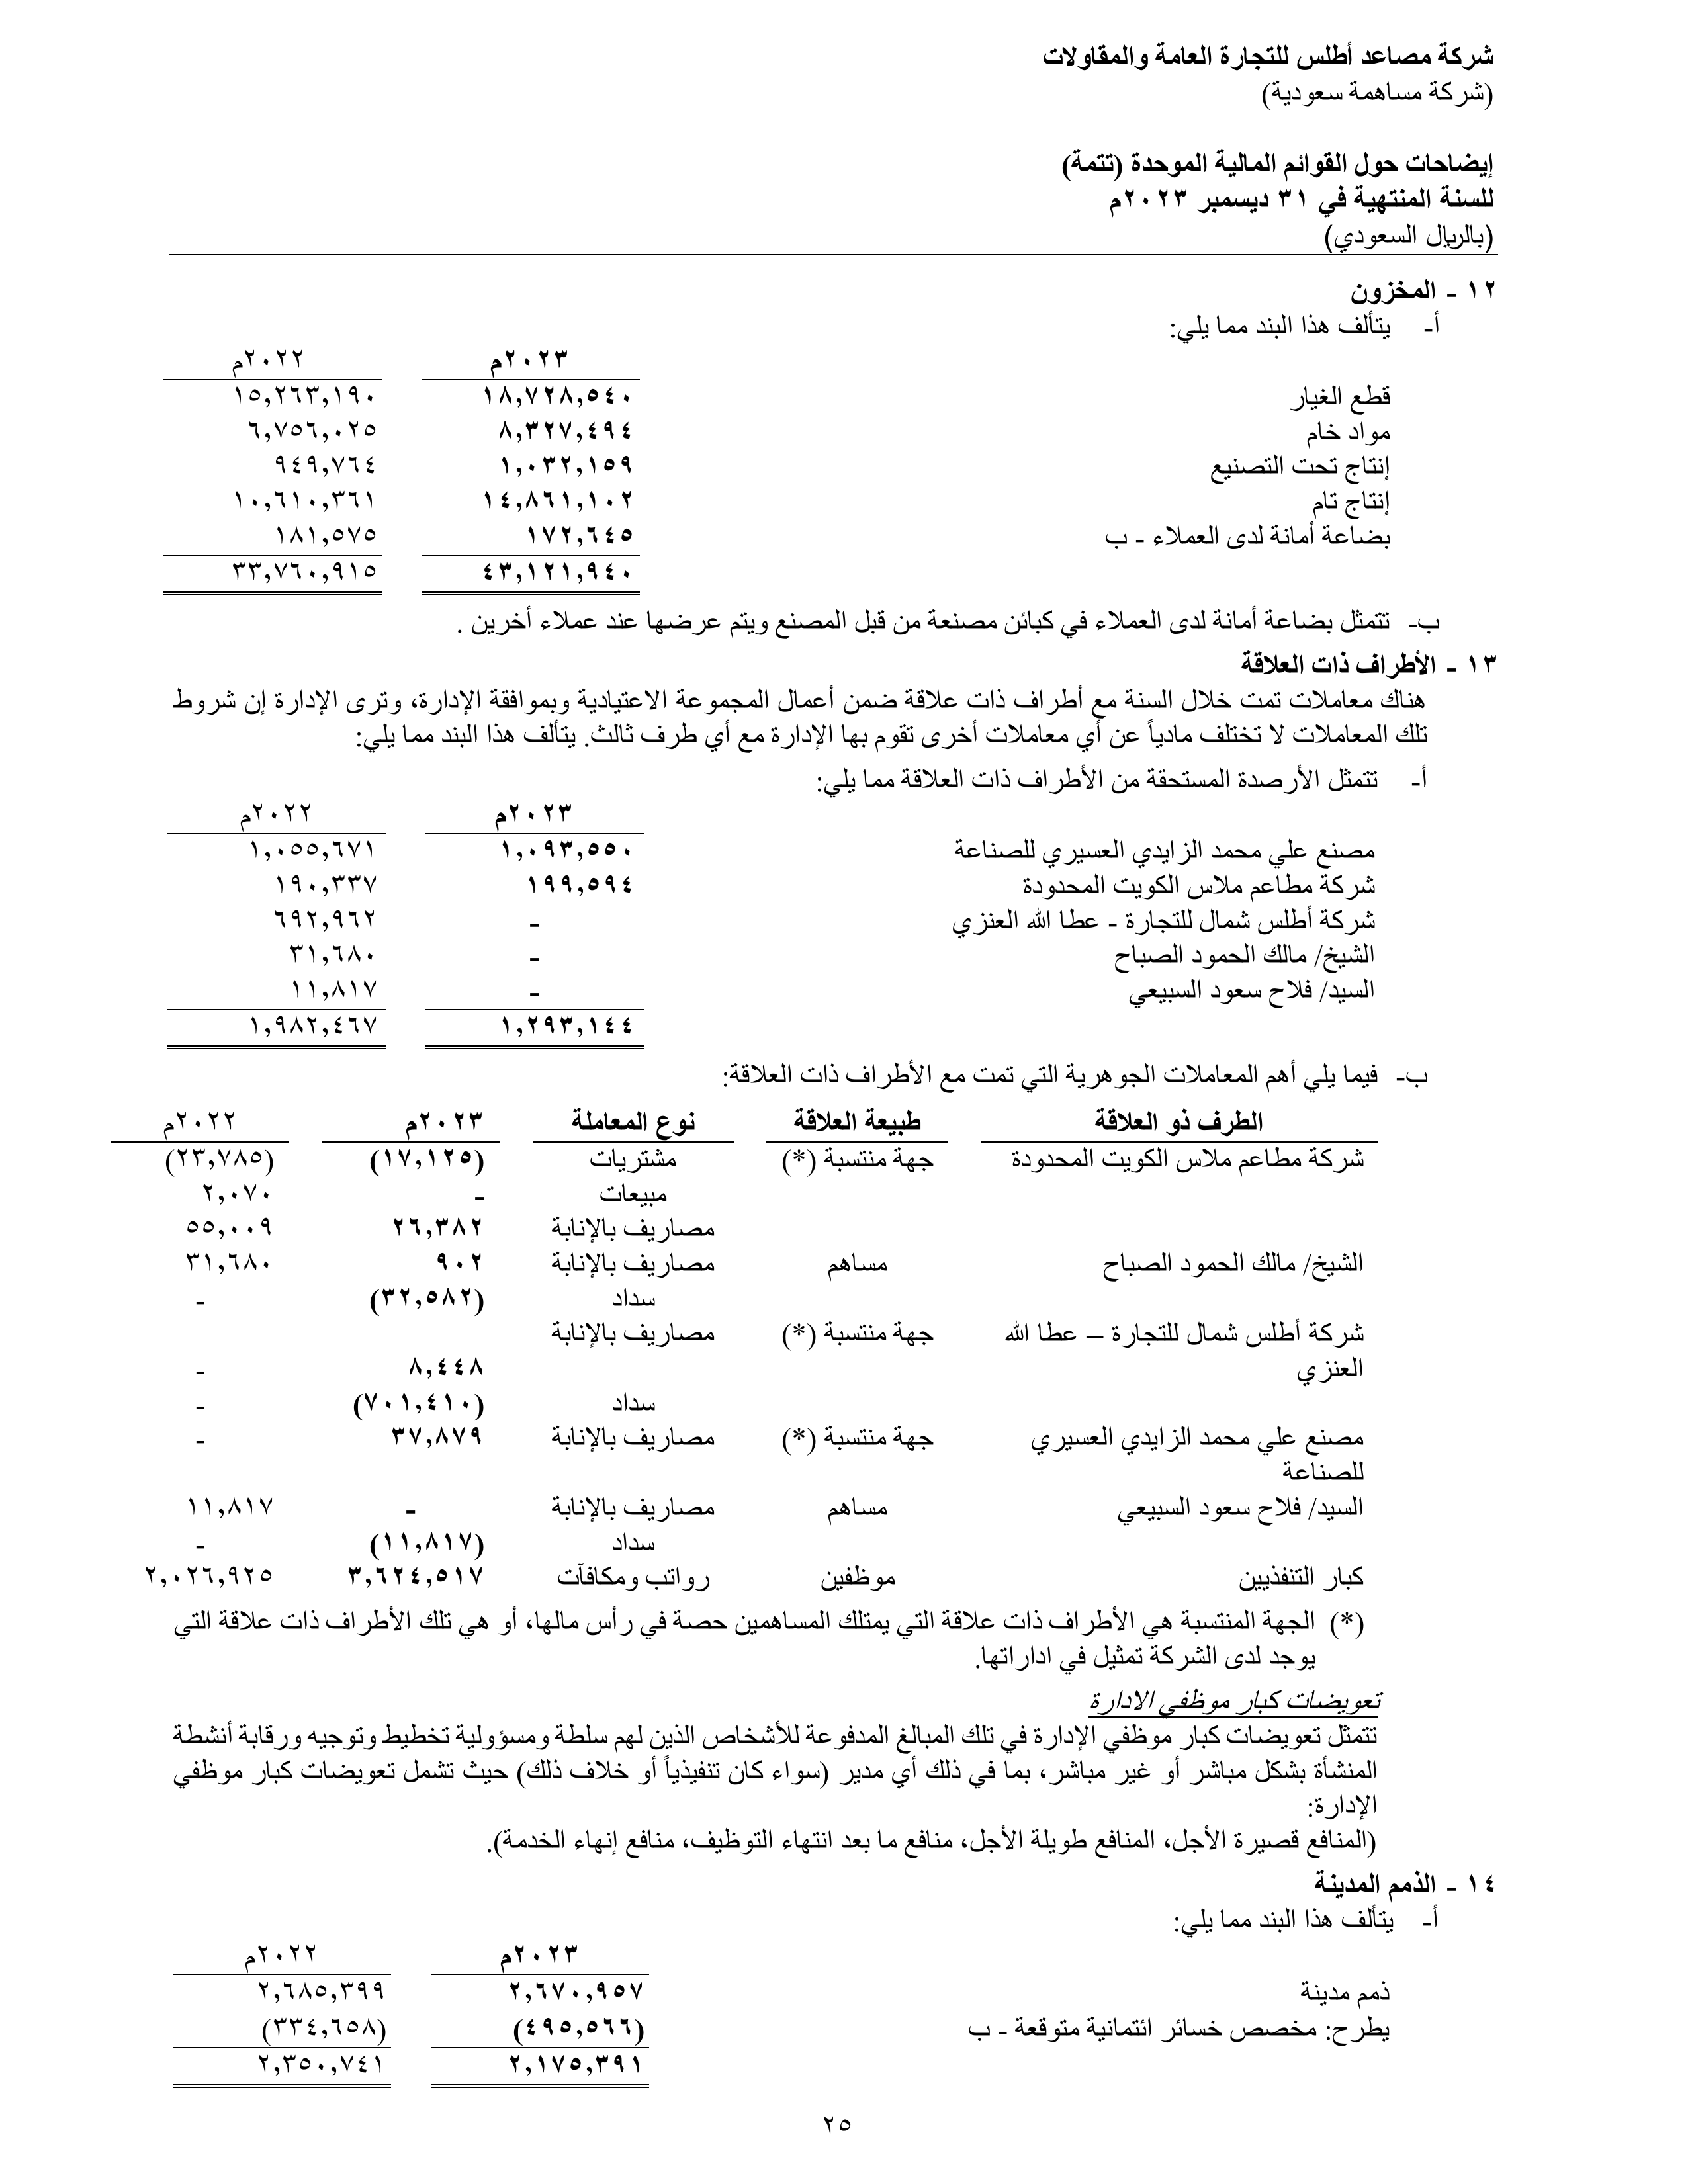 شركة مصاعد أطلس للتجارة العامة والمقاولات
(شركة مساهمة سعودية)
إيضاحات حول القوائم المالية الموحدة (تتمة)
للسنة المنتهية في ٣١ ديسمبر ٢٠٢٣م
(بالريال السعودي)
١٢ - المخزون
أ- يتألف هذا البند مما يلي:
٢٠٢٣م ٢٠٢٢م
قطع الغيار ١٨,٧٢٨,٥٤٠ ١٥,٢٦٣,١٩٠
مواد خام ٨,٣٢٧,٤٩٤ ٦,٧٥٦,٠٢٥
إنتاج تحت التصنيع ١,٠٣٢,١٥٩ ٩٤٩,٧٦٤
إنتاج تام ١٤,٨٦١,١٠٢ ١٠,٦١٠,٣٦١
بضاعة أمانة لدى العملاء - ب ١٧٢,٦٤٥ ١٨١,٥٧٥
٤٣,١٢١,٩٤٠ ٣٣,٧٦٠,٩١٥
ب- تتمثل بضاعة أمانة لدى العملاء في كبائن مصنعة من قبل المصنع ويتم عرضها عند عملاء أخرين .
١٣ - الأطراف ذات العلاقة
هناك معاملات تمت خلال السنة مع أطراف ذات علاقة ضمن أعمال المجموعة الاعتيادية وبموافقة الإدارة، وترى الإدارة إن شروط
تلك المعاملات لا تختلف مادياً عن أي معاملات أخرى تقوم بها الإدارة مع أي طرف ثالث. يتألف هذا البند مما يلي:
أ- تتمثل الأرصدة المستحقة من الأطراف ذات العلاقة مما يلي:
٢٠٢٣م ٢٠٢٢م
مصنع علي محمد الزايدي العسيري للصناعة ١,٠٩٣,٥٥٠ ١,٠٥٥,٦٧١
شركة مطاعم ملاس الكويت المحدودة ١٩٩,٥٩٤ ١٩٠,٣٣٧
شركة أطلس شمال للتجارة - عطا الله العنزي - ٦٩٢,٩٦٢
الشيخ/ مالك الحمود الصباح - ٣١,٦٨٠
السيد/ فلاح سعود السبيعي - ١١,٨١٧
١,٢٩٣,١٤٤ ١,٩٨٢,٤٦٧
ب- فيما يلي أهم المعاملات الجوهرية التي تمت مع الأطراف ذات العلاقة:
الطرف ذو العلاقة طبيعة العلاقة نوع المعاملة ٢٠٢٣م ٢٠٢٢م
شركة مطاعم ملاس الكويت المحدودة جهة منتسبة (*) مشتريات (١٧,١٢٥) (٢٣,٧٨٥)
مبيعات - ٢,٠٧٠
مصاريف بالإنابة ٢٦,٣٨٢ ٥٥,٠٠٩
الشيخ/ مالك الحمود الصباح مساهم مصاريف بالإنابة ٩٠٢ ٣١,٦٨٠
سداد (٣٢,٥٨٢) -
شركة أطلس شمال للتجارة – عطا الله جهة منتسبة (*) مصاريف بالإنابة
العنزي ٨,٤٤٨ -
سداد (٧٠١,٤١٠) -
مصنع علي محمد الزايدي العسيري جهة منتسبة (*) مصاريف بالإنابة ٣٧,٨٧٩ -
للصناعة
السيد/ فلاح سعود السبيعي مساهم مصاريف بالإنابة - ١١,٨١٧
سداد (١١,٨١٧) -
كبار التنفذيين موظفين رواتب ومكافآت ٣,٦٢٤,٥١٧ ٢,٠٢٦,٩٢٥
(*) الجهة المنتسبة هي الأطراف ذات علاقة التي يمتلك المساهمين حصة في رأس مالها، أو هي تلك الأطراف ذات علاقة التي
يوجد لدى الشركة تمثيل في اداراتها.
تعويضات كبار موظفي الادارة
تتمثل تعويضات كبار موظفي الإدارة في تلك المبالغ المدفوعة للأشخاص الذين لهم سلطة ومسؤولية تخطيط وتوجيه ورقابة أنشطة
المنشأة بشكل مباشر أو غير مباشر، بما في ذلك أي مدير (سواء كان تنفيذياً أو خلاف ذلك) حيث تشمل تعويضات كبار موظفي
الإدارة:
(المنافع قصيرة الأجل، المنافع طويلة الأجل، منافع ما بعد انتهاء التوظيف، منافع إنهاء الخدمة).
١٤ - الذمم المدينة
أ- يتألف هذا البند مما يلي:
٢٠٢٣م ٢٠٢٢م
ذمم مدينة ٢,٦٧٠,٩٥٧ ٢,٦٨٥,٣٩٩
يطرح: مخصص خسائر ائتمانية متوقعة - ب (٤٩٥,٥٦٦) (٣٣٤,٦٥٨)
٢,١٧٥,٣٩١ ٢,٣٥٠,٧٤١
٢٥